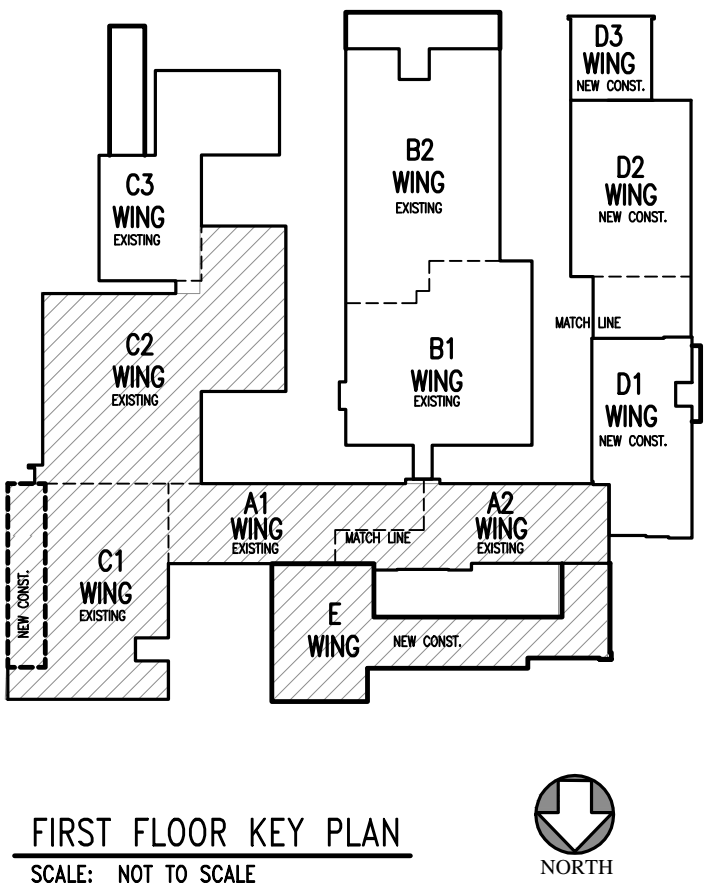 D3
WING
NEW CONST.
B2
WING
EXISTING
D2
WING
NEW CONST.
C3
WING
EXISTING
MATCH LINE
C2
WING
EXISTING
B1
WING
EXISTING
D1
WING
NEW CONST.
A1
WING
EXISTING
MATCH LINE
A2
WING
EXISTING
NEW CONST.
C1
WING
EXISTING
E
WING
NEW CONST.
FIRST FLOOR KEY PLAN
SCALE: NOT TO SCALE
NORTH